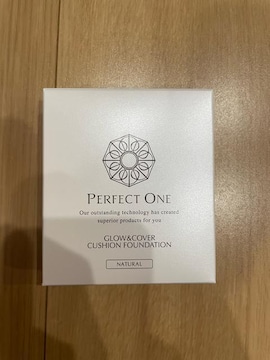 PERFECT ONE
Our outstanding technology has created
superior products for you
GLOW&COVER
CUSHION FOUNDATION
NATURAL